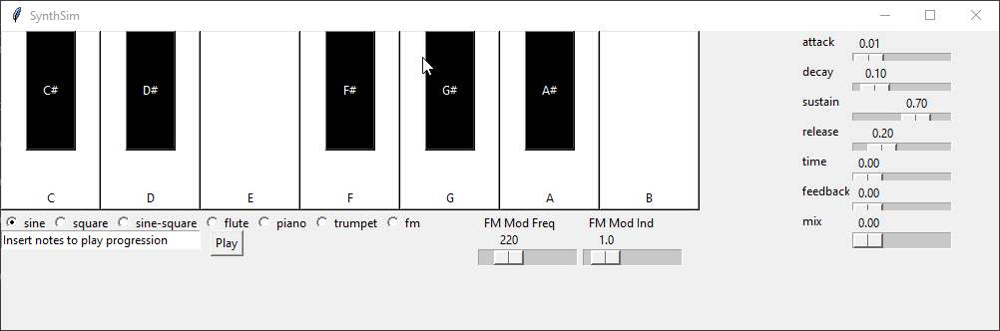 SynthSim
C# D# F# G# A#
C D E F G A B
sine square sine-square flute piano trumpet fm
Insert notes to play progression Play
FM Mod Freq FM Mod Ind
220 1.0
attack 0.01
decay 0.10
sustain 0.70
release 0.20
time 0.00
feedback 0.00
mix 0.00